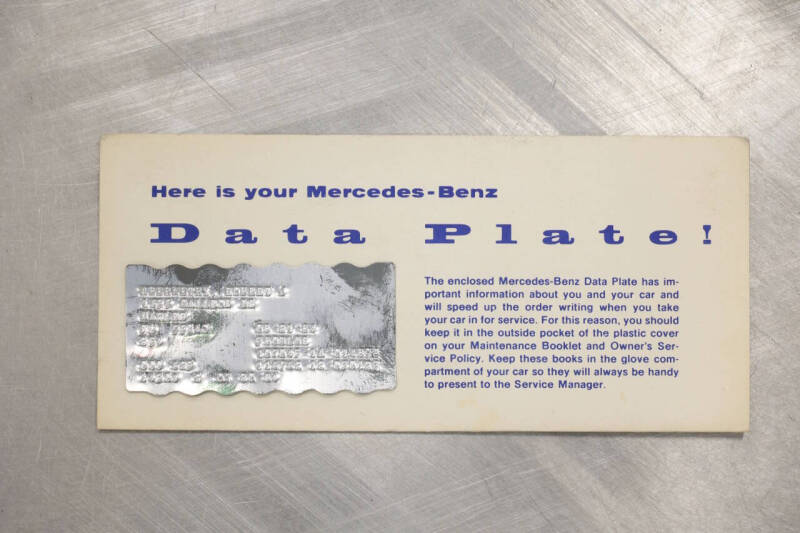 Here is your Mercedes-Benz
Data Plate!
The enclosed Mercedes-Benz Data Plate has im-
portant information about you and your car and
will speed up the order writing when you take
your car in for service. For this reason, you should
keep it in the outside pocket of the plastic cover
on your Maintenance Booklet and Owner's Ser-
vice Policy. Keep these books in the glove com-
partment of your car so they will always be handy
to present to the Service Manager.